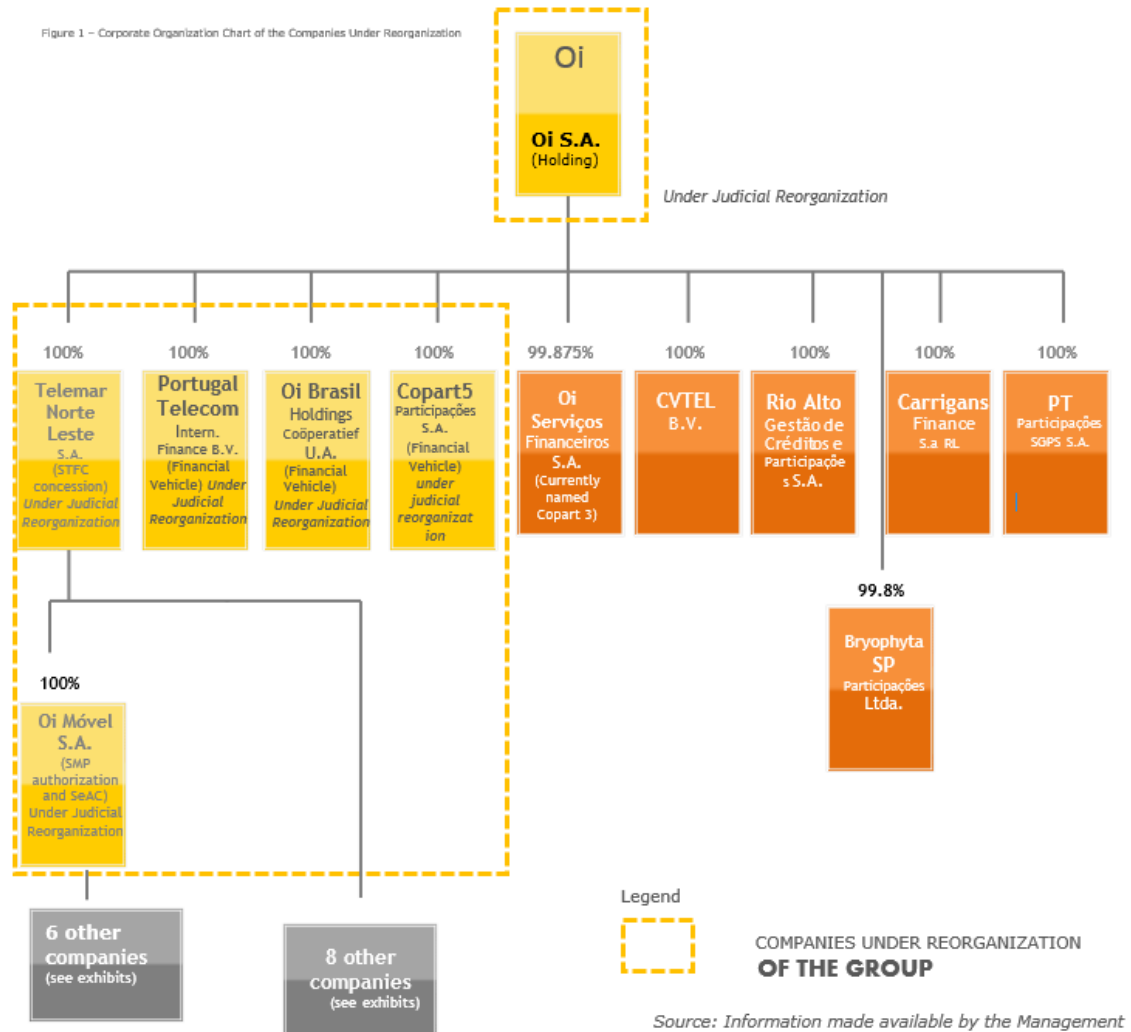 Figure 1 – Corporate Organization Chart of the Companies Under Reorganization
Oi
Oi S.A.
(Holding)
Under Judicial Reorganization
100%
Telemar
Norte
Leste
S.A.
(STFC
concession)
Under Judicial
Reorganization
100%
Portugal
Telecom
Intern.
Finance B.V.
(Financial
Vehicle) Under
Judicial
Reorganization
100%
Oi Brasil
Holdings
Coöperatief
U.A.
(Financial
Vehicle)
Under Judicial
Reorganization
100%
Copart5
Participações
S.A.
(Financial
Vehicle)
under
judicial
reorganizat
ion
99.875%
Oi
Serviços
Financeiros
S.A.
(Currently
named
Copart 3)
100%
CVTEL
B.V.
100%
Rio Alto
Gestão de
Créditos e
Participaçõe
s S.A.
100%
Carrigans
Finance
S.a RL
100%
PT
Participações
SGPS S.A.
99.8%
Bryophyta
SP
Participações
Ltda.
100%
Oi Móvel
S.A.
(SMP
authorization
and SeAC)
Under Judicial
Reorganization
6 other
companies
(see exhibits)
8 other
companies
(see exhibits)
Legend
COMPANIES UNDER REORGANIZATION
OF THE GROUP
Source: Information made available by the Management